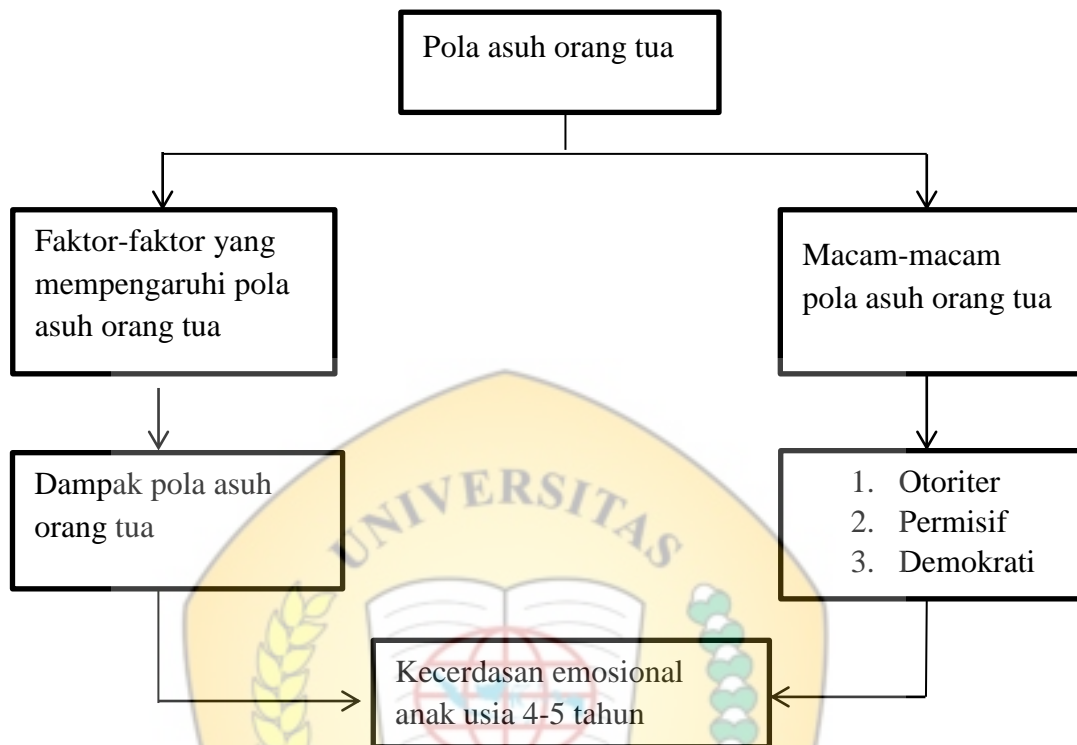 Pola asuh orang tua
Faktor-faktor yang
mempengaruhi pola
asuh orang tua
Macam-macam
pola asuh orang tua
Dampak pola asuh
orang tua
1. Otoriter
2. Permisif
3. Demokrati
UNIVERSITAS
Kecerdasan emosional
anak usia 4-5 tahun